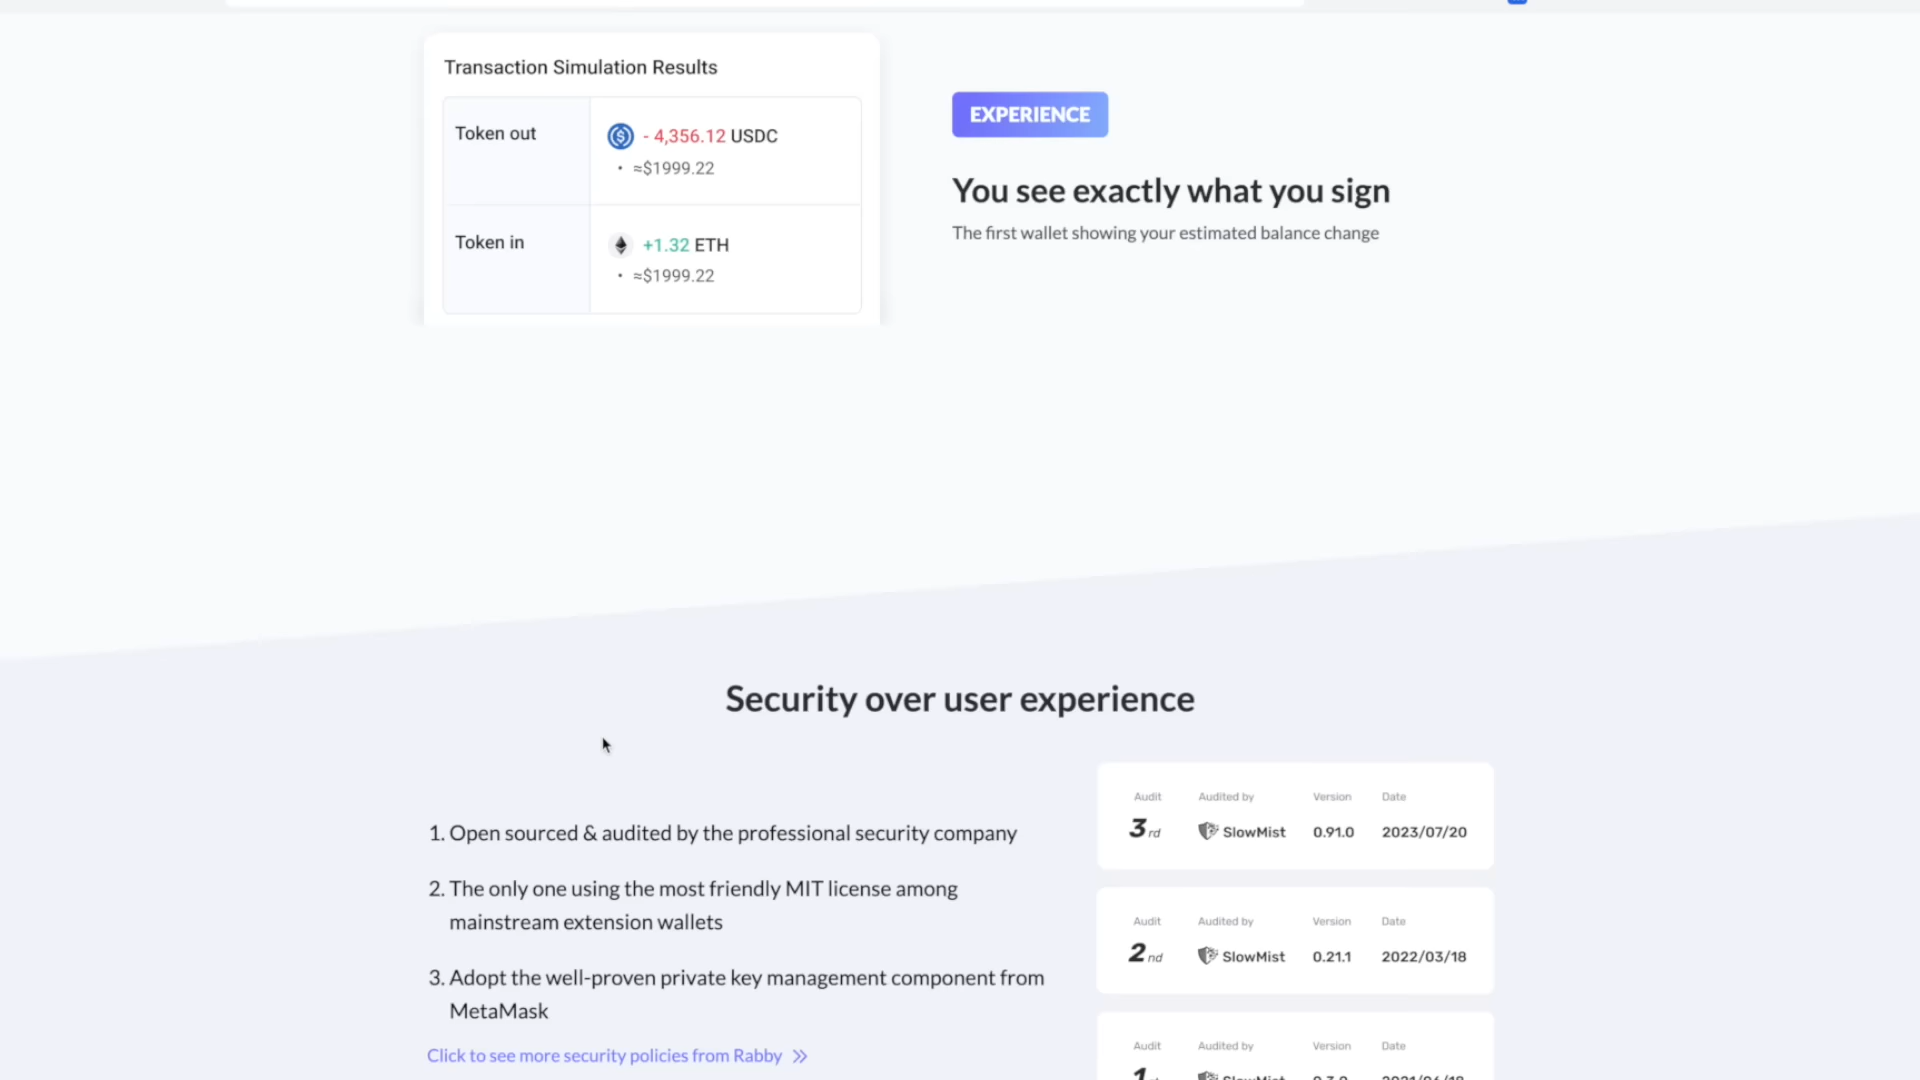 Transaction Simulation Results
Token out
- 4,356.12 USDC
• ≈$1999.22
Token in
+1.32 ETH
• ≈$1999.22
EXPERIENCE
You see exactly what you sign
The first wallet showing your estimated balance change
Security over user experience
1. Open sourced & audited by the professional security company
2. The only one using the most friendly MIT license among
mainstream extension wallets
3. Adopt the well-proven private key management component from
MetaMask
Click to see more security policies from Rabby
Audit Audited by Version Date
3 rd SlowMist 0.91.0 2023/07/20
Audit Audited by Version Date
2 nd SlowMist 0.21.1 2022/03/18
Audit Audited by Version Date